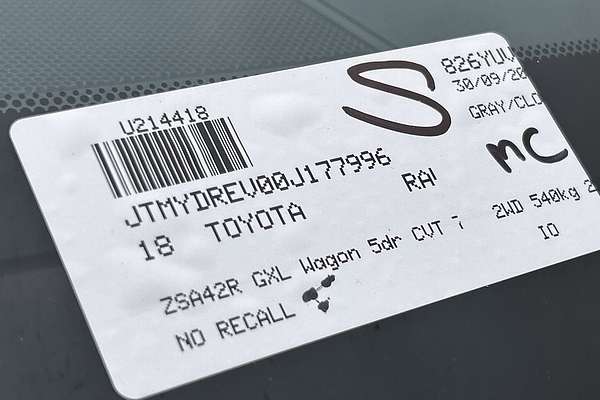 U214418
826YUV
30/09/20
GRAY/CLO
S
JTMYDREV00J177996
mc
18 TOYOTA RA
ZSA42R GXL Wagon 5dr CVT 7 2WD 540kg 2
NO RECALL IO